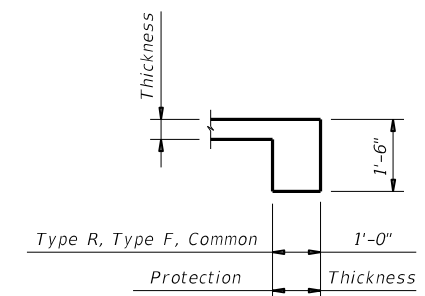 Thickness
1'-6"
Type R, Type F, Common 1'-0"
Protection Thickness